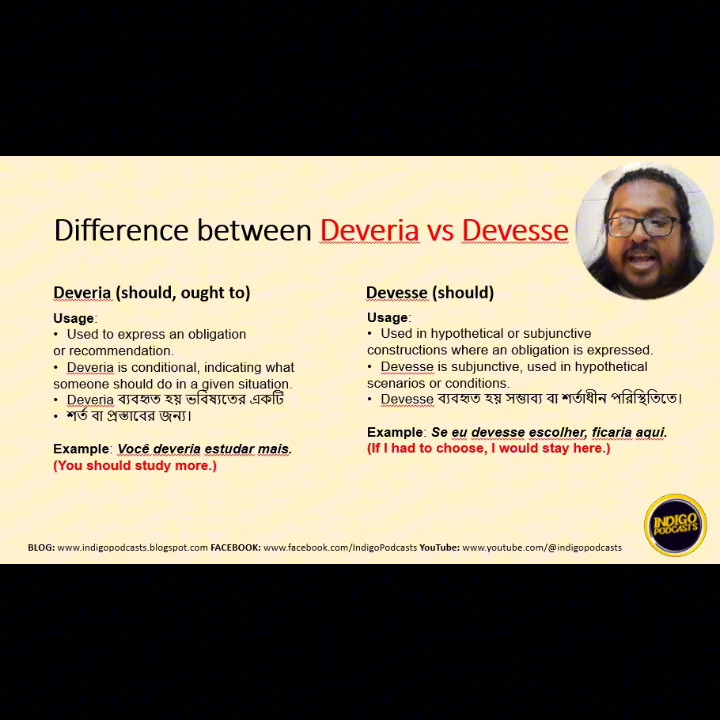 Difference between Deveria vs Devesse
Deveria (should, ought to)
Usage:
• Used to express an obligation
or recommendation.
• Deveria is conditional, indicating what
someone should do in a given situation.
• Deveria ব্যবহৃত হয় ভবিষ্যতের একটি
• শর্ত বা প্রস্তাবের জন্য।
Example: Você deveria estudar mais.
(You should study more.)
Devesse (should)
Usage:
• Used in hypothetical or subjunctive
constructions where an obligation is expressed.
• Devesse is subjunctive, used in hypothetical
scenarios or conditions.
• Devesse ব্যবহৃত হয় সম্ভাব্য বা শর্তাধীন পরিস্থিতিতে।
Example: Se eu devesse escolher, ficaria aqui.
(If I had to choose, I would stay here.)
INDIGO
PODCASTS
BLOG: www.indigopodcasts.blogspot.com FACEBOOK: www.facebook.com/IndigoPodcasts YouTube: www.youtube.com/@indigopodcasts